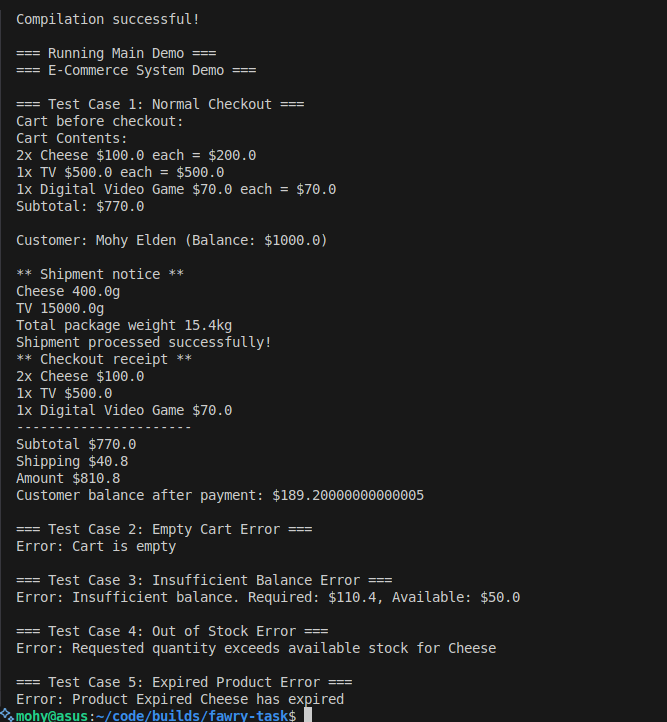 Compilation successful!
=== Running Main Demo ===
=== E-Commerce System Demo ===
=== Test Case 1: Normal Checkout ===
Cart before checkout:
Cart Contents:
2x Cheese $100.0 each = $200.0
1x TV $500.0 each = $500.0
1x Digital Video Game $70.0 each = $70.0
Subtotal: $770.0
Customer: Mohy Elden (Balance: $1000.0)
** Shipment notice **
Cheese 400.0g
TV 15000.0g
Total package weight 15.4kg
Shipment processed successfully!
** Checkout receipt **
2x Cheese $100.0
1x TV $500.0
1x Digital Video Game $70.0
----------------------
Subtotal $770.0
Shipping $40.8
Amount $810.8
Customer balance after payment: $189.20000000000005
=== Test Case 2: Empty Cart Error ===
Error: Cart is empty
=== Test Case 3: Insufficient Balance Error ===
Error: Insufficient balance. Required: $110.4, Available: $50.0
=== Test Case 4: Out of Stock Error ===
Error: Requested quantity exceeds available stock for Cheese
=== Test Case 5: Expired Product Error ===
Error: Product Expired Cheese has expired
mohy@asus:~/code/builds/fawry-task$